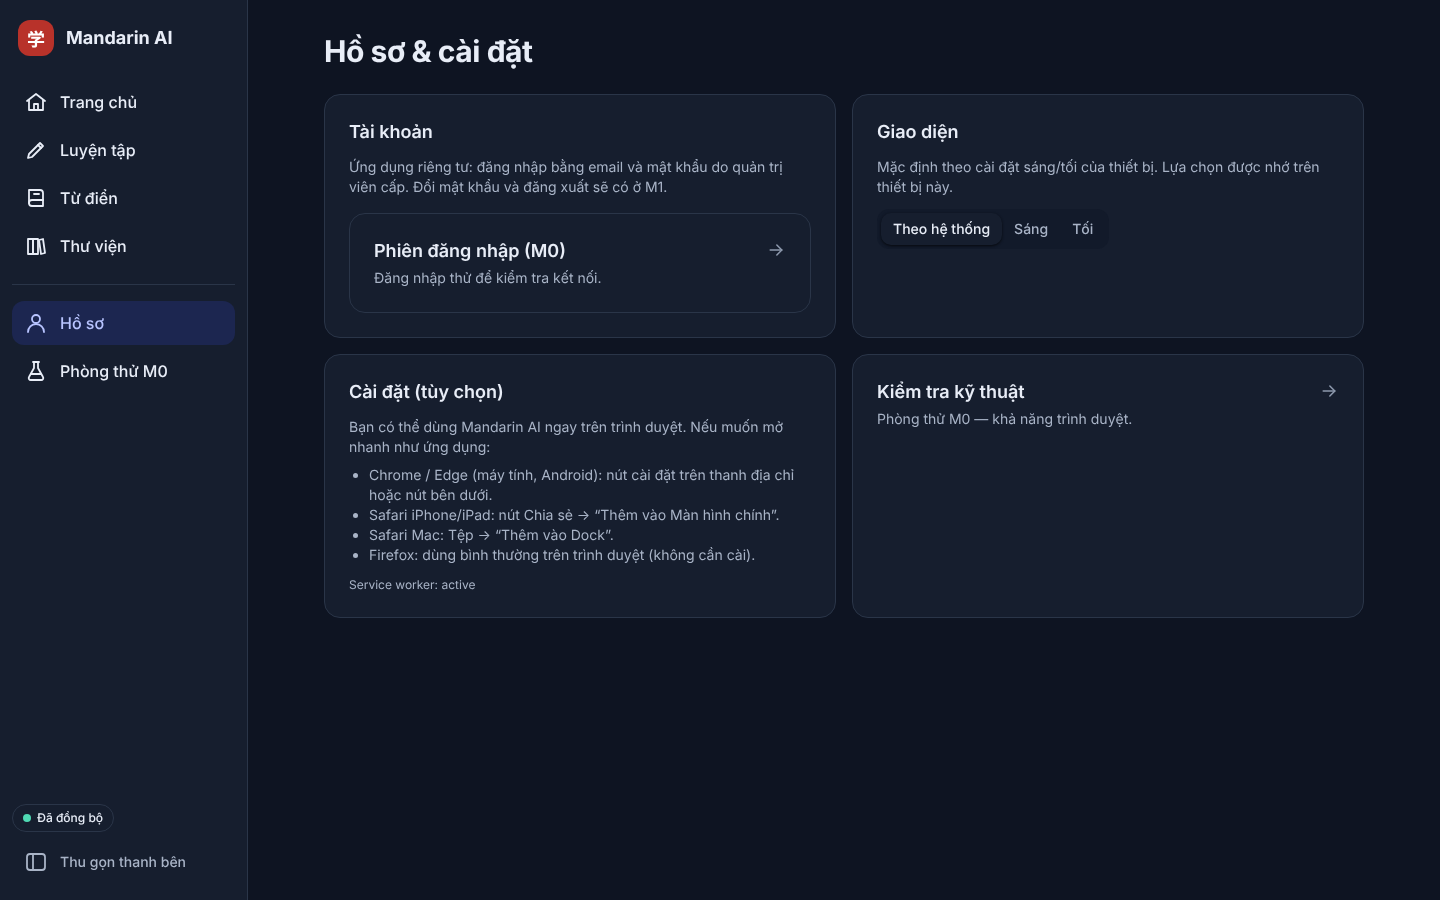 学 Mandarin AI
Trang chủ
Luyện tập
Từ điển
Thư viện
Hồ sơ
Phòng thử M0
Đã đồng bộ
Thu gọn thanh bên
Hồ sơ & cài đặt
Tài khoản
Ứng dụng riêng tư: đăng nhập bằng email và mật khẩu do quản trị
viên cấp. Đổi mật khẩu và đăng xuất sẽ có ở M1.
Phiên đăng nhập (M0) →
Đăng nhập thử để kiểm tra kết nối.
Giao diện
Mặc định theo cài đặt sáng/tối của thiết bị. Lựa chọn được nhớ trên
thiết bị này.
Theo hệ thống Sáng Tối
Cài đặt (tùy chọn)
Bạn có thể dùng Mandarin AI ngay trên trình duyệt. Nếu muốn mở
nhanh như ứng dụng:
• Chrome / Edge (máy tính, Android): nút cài đặt trên thanh địa chỉ
hoặc nút bên dưới.
• Safari iPhone/iPad: nút Chia sẻ → “Thêm vào Màn hình chính”.
• Safari Mac: Tệp → “Thêm vào Dock”.
• Firefox: dùng bình thường trên trình duyệt (không cần cài).
Service worker: active
Kiểm tra kỹ thuật →
Phòng thử M0 — khả năng trình duyệt.